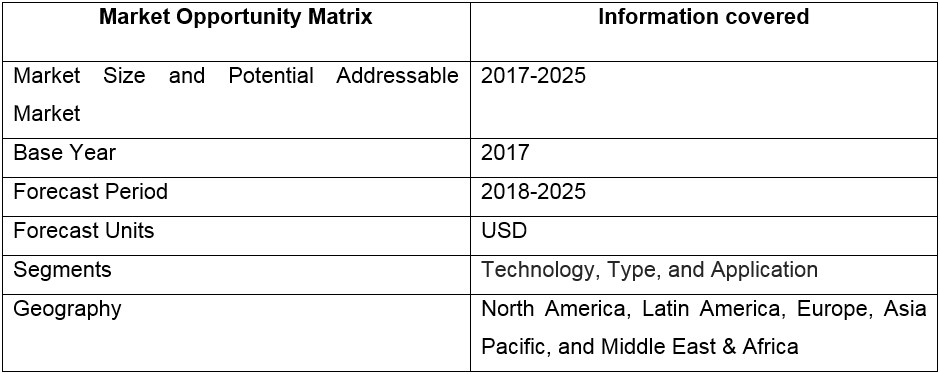 Market Opportunity Matrix
Information covered
Market Size and Potential Addressable
Market
2017-2025
Base Year
2017
Forecast Period
2018-2025
Forecast Units
USD
Segments
Technology, Type, and Application
Geography
North America, Latin America, Europe, Asia
Pacific, and Middle East & Africa